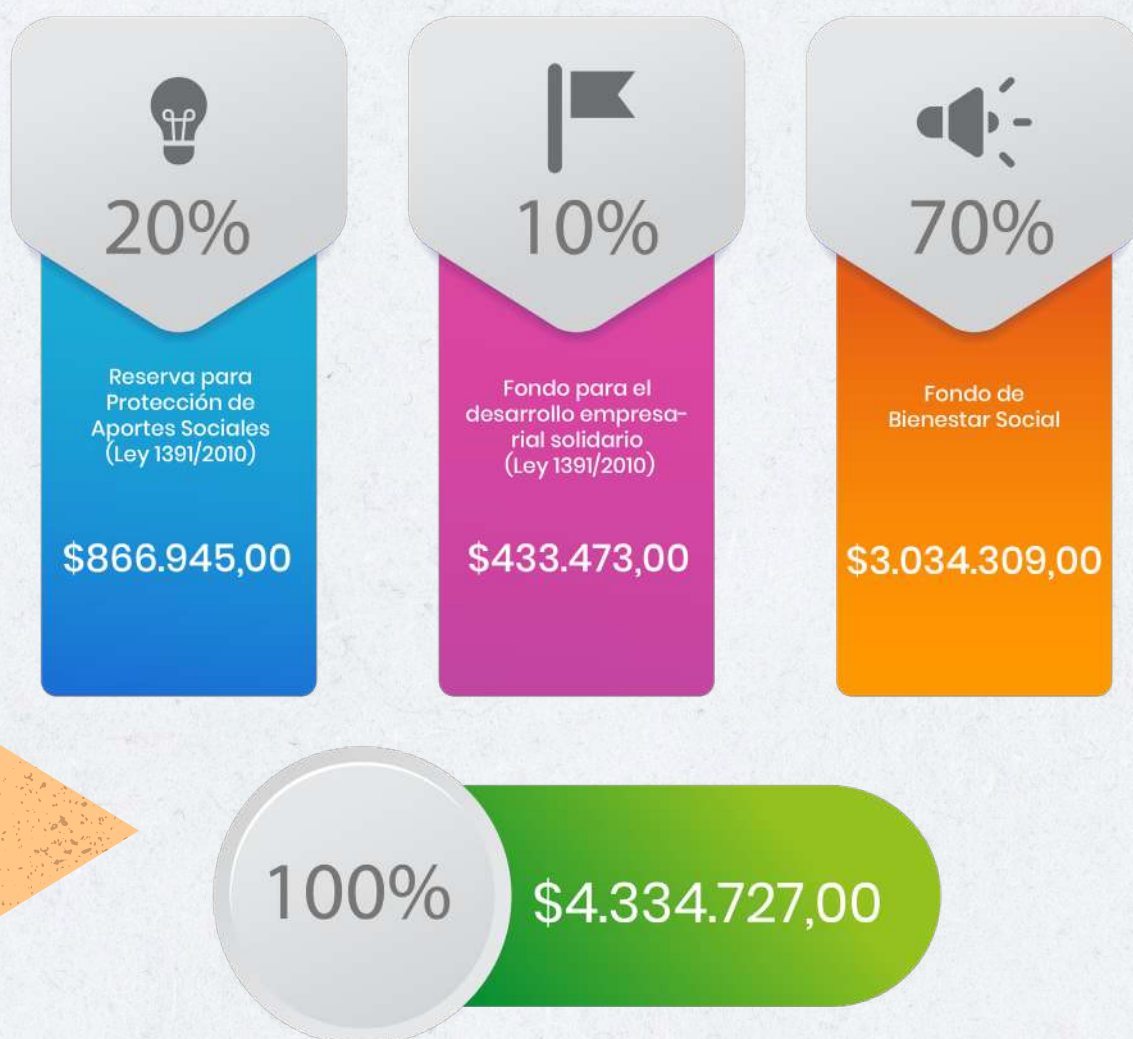 20%
Reserva para
Protección de
Aportes Sociales
(Ley 1391/2010)
$866.945,00
10%
Fondo para el
desarrollo empresa-
rial solidario
(Ley 1391/2010)
$433.473,00
70%
Fondo de
Bienestar Social
$3.034.309,00
100%
$4.334.727,00